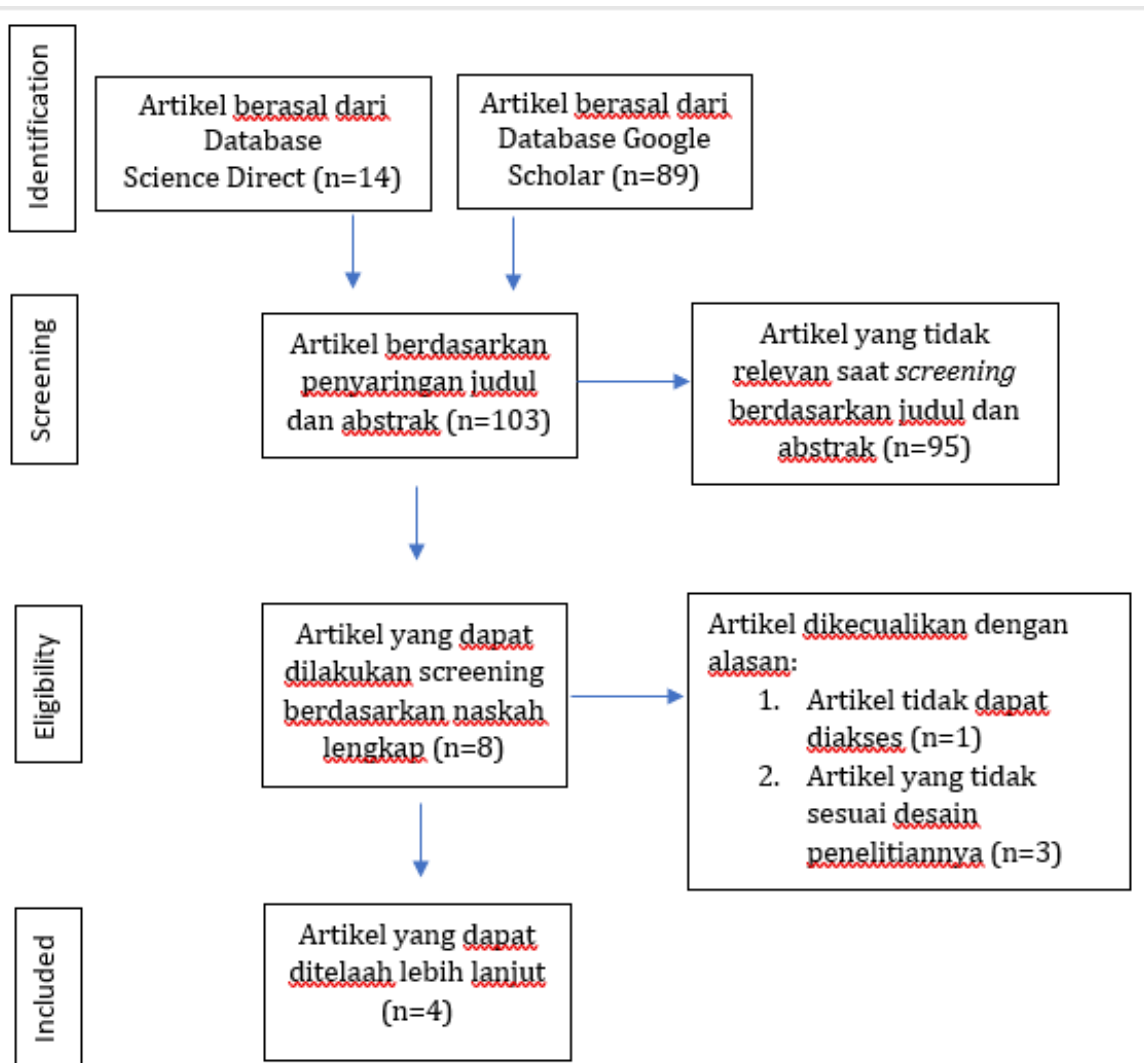 Identification
Artikel berasal dari
Database
Science Direct (n=14)
Artikel berasal dari
Database Google
Scholar (n=89)
Screening
Artikel berdasarkan
penyaringan judul
dan abstrak (n=103)
Artikel yang tidak
relevan saat screening
berdasarkan judul dan
abstrak (n=95)
Eligibility
Artikel yang dapat
dilakukan screening
berdasarkan naskah
lengkap (n=8)
Artikel dikecualikan dengan
alasan:
1. Artikel tidak dapat
diakses (n=1)
2. Artikel yang tidak
sesuai desain
penelitiannya (n=3)
Included
Artikel yang dapat
ditelaah lebih lanjut
(n=4)